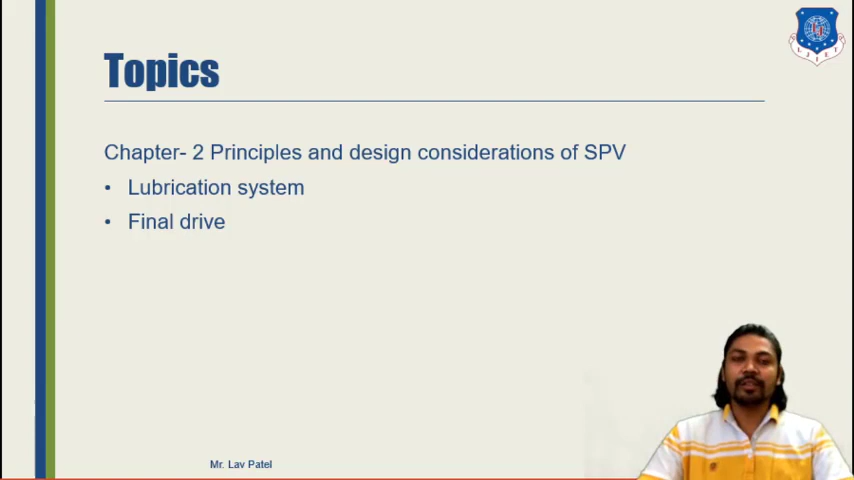 Topics
Chapter- 2 Principles and design considerations of SPV
• Lubrication system
• Final drive
Mr. Lav Patel